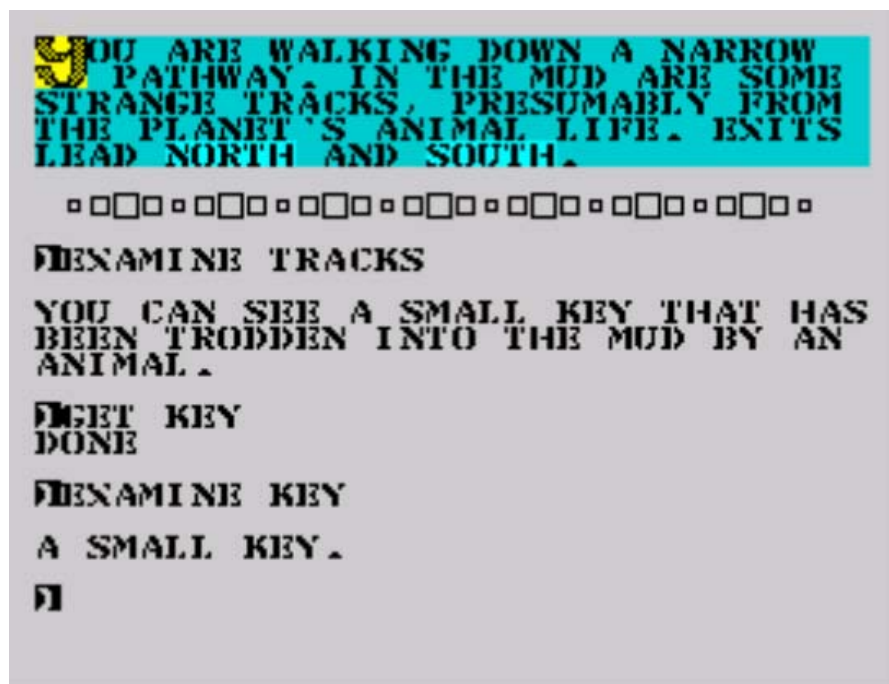 YOU ARE WALKING DOWN A NARROW
PATHWAY. IN THE MUD ARE SOME
STRANGE TRACKS, PRESUMABLY FROM
THE PLANET'S ANIMAL LIFE. EXITS
LEAD NORTH AND SOUTH.
EXAMINE TRACKS
YOU CAN SEE A SMALL KEY THAT HAS
BEEN TRODDEN INTO THE MUD BY AN
ANIMAL.
GET KEY
DONE
EXAMINE KEY
A SMALL KEY.